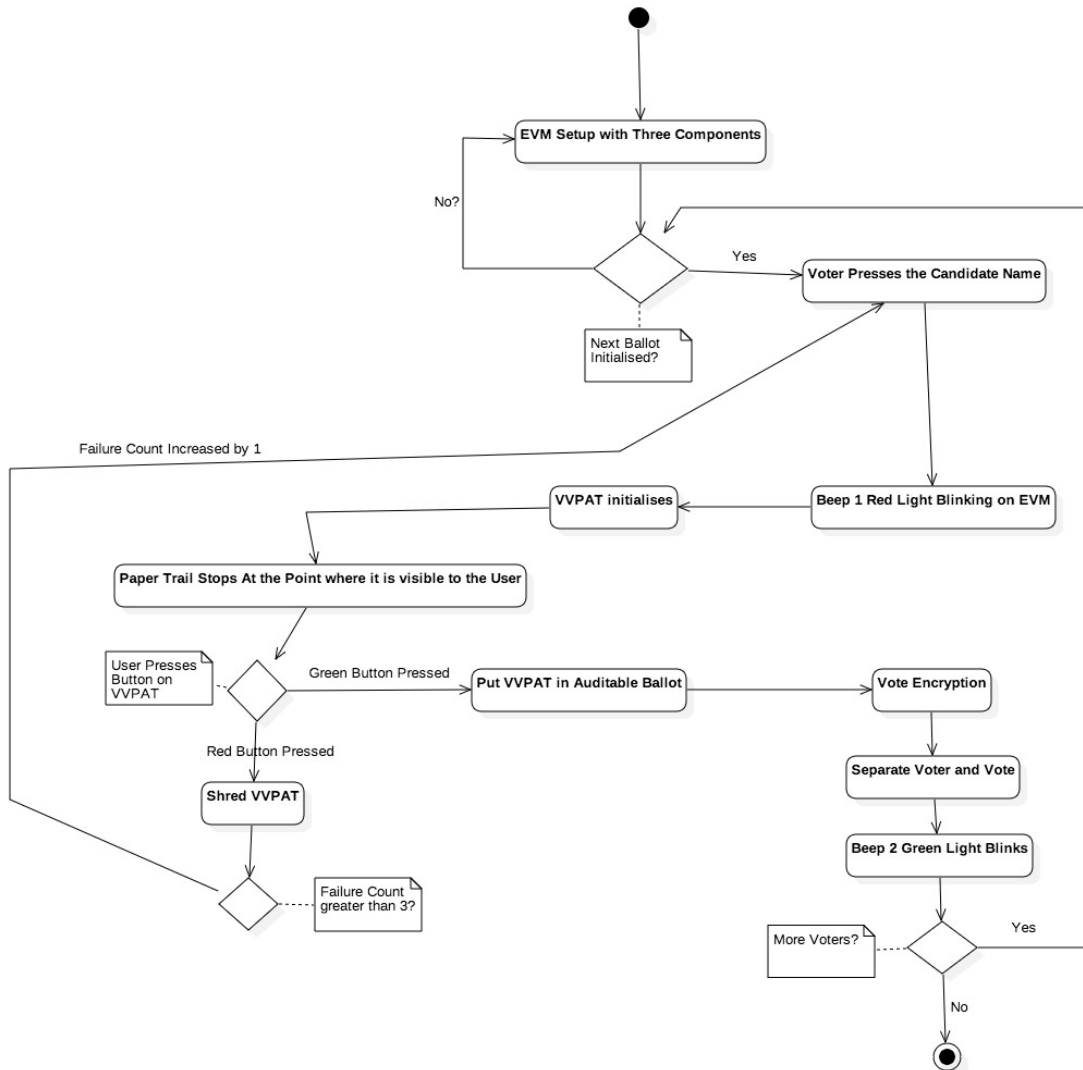 EVM Setup with Three Components
No?
Yes
Voter Presses the Candidate Name
Next Ballot
Initialised?
Failure Count Increased by 1
VVPAT initialises
Beep 1 Red Light Blinking on EVM
Paper Trail Stops At the Point where it is visible to the User
User Presses
Button on
VVPAT
Green Button Pressed
Put VVPAT in Auditable Ballot
Vote Encryption
Red Button Pressed
Separate Voter and Vote
Shred VVPAT
Beep 2 Green Light Blinks
Failure Count
greater than 3?
More Voters?
Yes
No